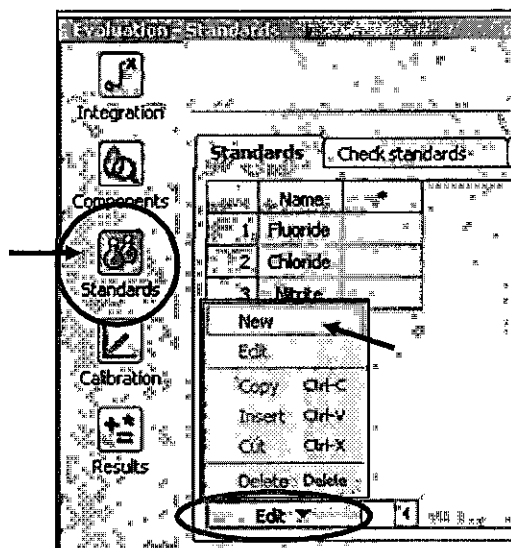 Evaluation - Standards
Integration
Components
Standards
Calibration
Results
Standards Check standards
Name
1 Fluoride
2 Chloride
3 Nitrite
New
Edit
Copy Ctrl-C
Insert Ctrl-V
Cut Ctrl-X
Delete Delete
Edit